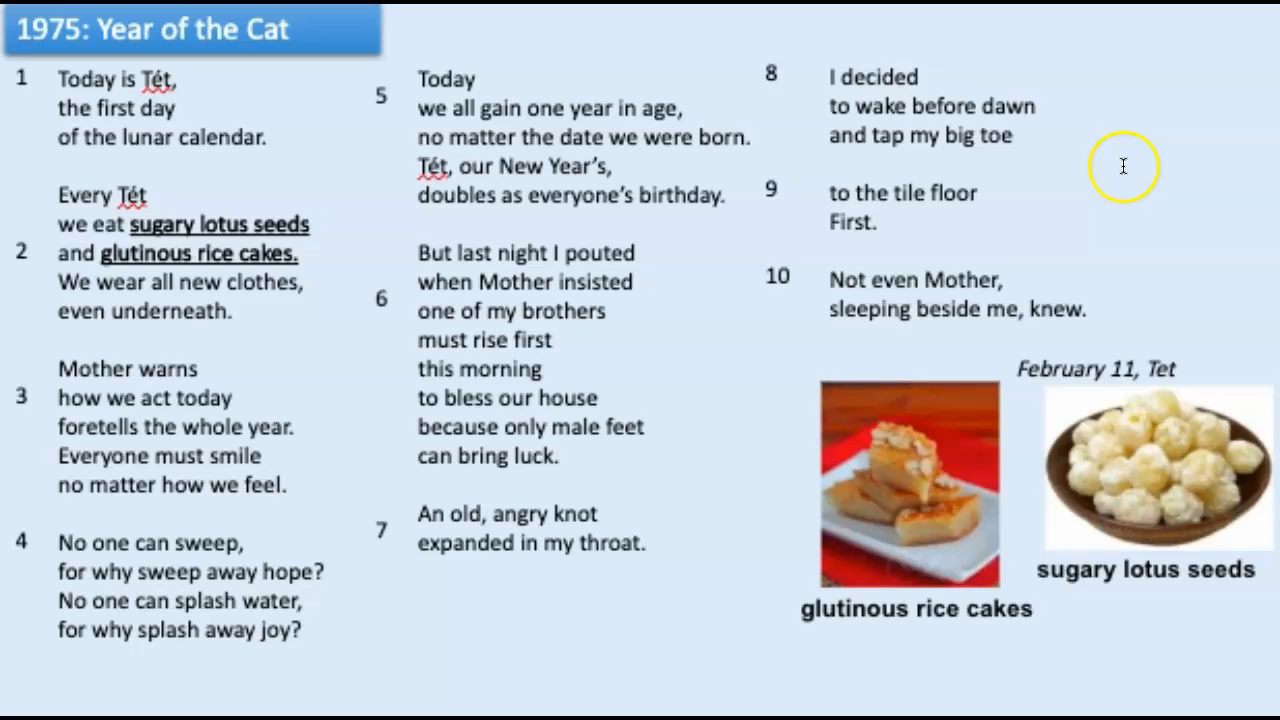 1975: Year of the Cat
1 Today is Tét,
the first day
of the lunar calendar.
Every Tét
we eat sugary lotus seeds
2 and glutinous rice cakes.
We wear all new clothes,
even underneath.
Mother warns
3 how we act today
foretells the whole year.
Everyone must smile
no matter how we feel.
4 No one can sweep,
for why sweep away hope?
No one can splash water,
for why splash away joy?
Today
5 we all gain one year in age,
no matter the date we were born.
Tét, our New Year's,
doubles as everyone's birthday.
But last night I pouted
when Mother insisted
6 one of my brothers
must rise first
this morning
to bless our house
because only male feet
can bring luck.
An old, angry knot
7 expanded in my throat.
8 I decided
to wake before dawn
and tap my big toe
9 to the tile floor
First.
10 Not even Mother,
sleeping beside me, knew.
February 11, Tet
glutinous rice cakes
sugary lotus seeds